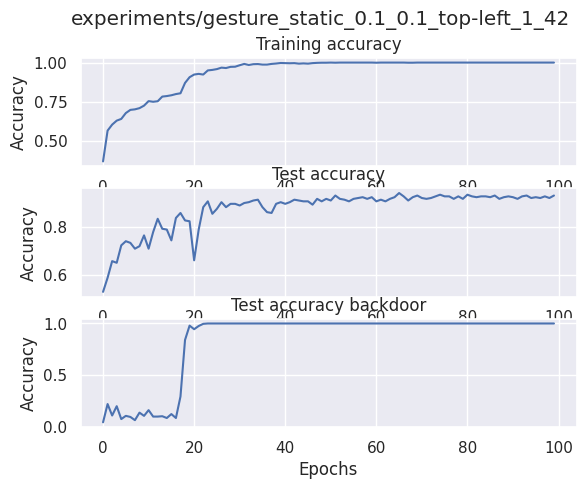 experiments/gesture_static_0.1_0.1_top-left_1_42
Training accuracy
1.00
0.75
0.50
Accuracy
0 20 40 60 80 100
Test accuracy
0.8
0.6
Accuracy
0 20 40 60 80 100
Test accuracy backdoor
1.0
0.5
0.0
Accuracy
0 20 40 60 80 100
Epochs